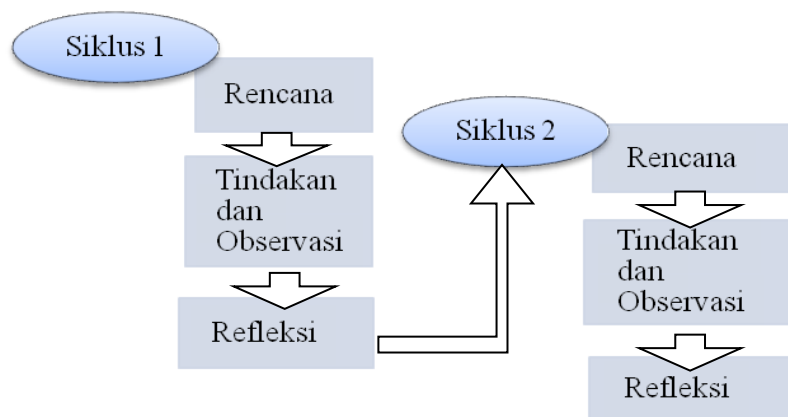 Siklus 1
Rencana
Tindakan
dan
Observasi
Refleksi
Siklus 2
Rencana
Tindakan
dan
Observasi
Refleksi